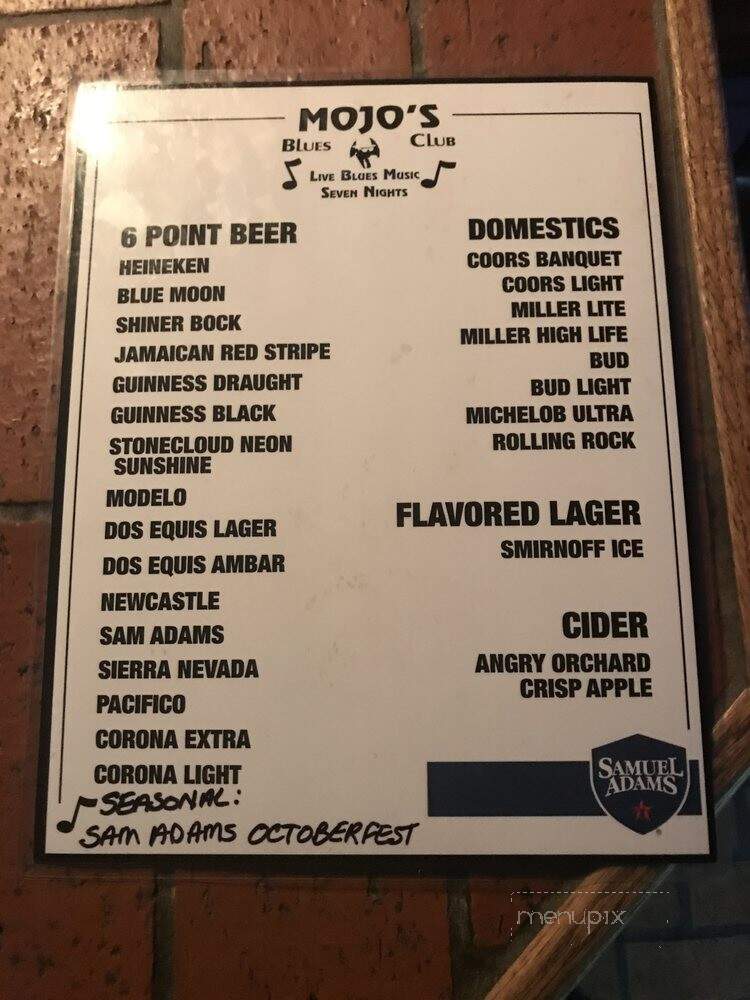 MOJO'S
BLUES CLUB
LIVE BLUES MUSIC
SEVEN NIGHTS
6 POINT BEER
HEINEKEN
BLUE MOON
SHINER BOCK
JAMAICAN RED STRIPE
GUINNESS DRAUGHT
GUINNESS BLACK
STONECLOUD NEON
SUNSHINE
MODELO
DOS EQUIS LAGER
DOS EQUIS AMBAR
NEWCASTLE
SAM ADAMS
SIERRA NEVADA
PACIFICO
CORONA EXTRA
CORONA LIGHT
SEASONAL:
SAM ADAMS OCTOBERFEST
DOMESTICS
COORS BANQUET
COORS LIGHT
MILLER LITE
MILLER HIGH LIFE
BUD
BUD LIGHT
MICHELOB ULTRA
ROLLING ROCK
FLAVORED LAGER
SMIRNOFF ICE
CIDER
ANGRY ORCHARD
CRISP APPLE
SAMUEL
ADAMS
menupix